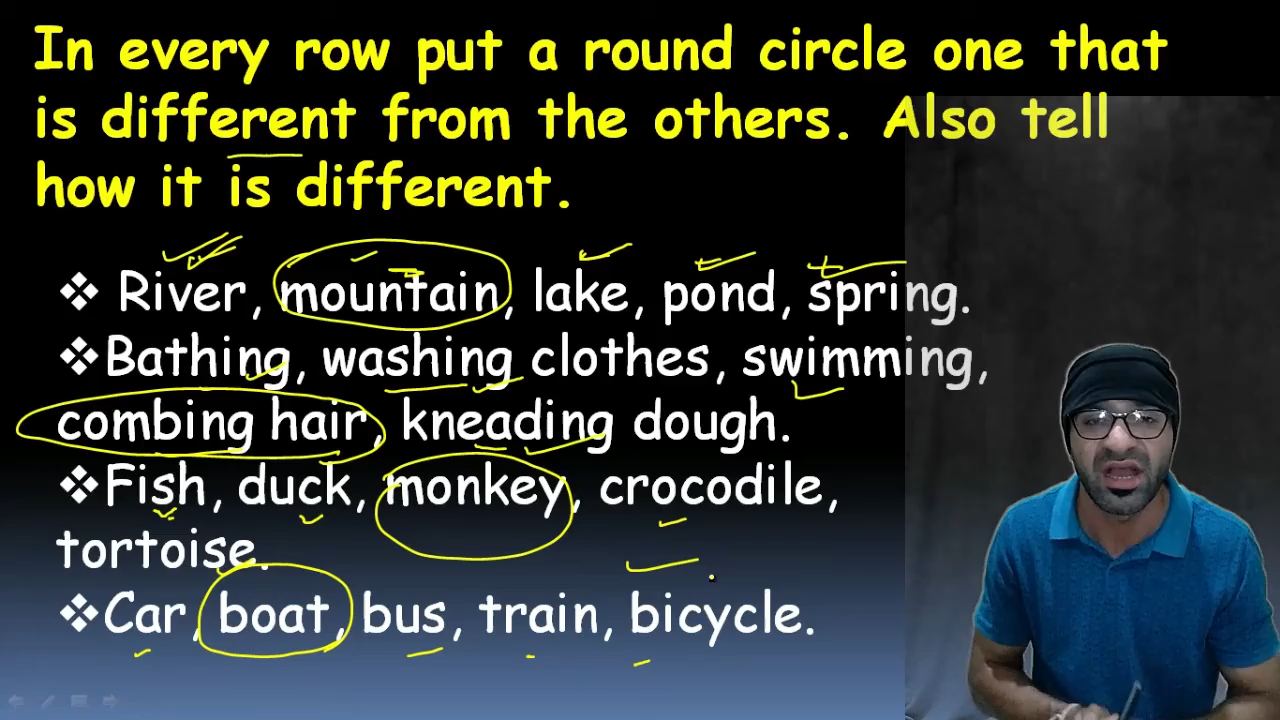 In every row put a round circle one that
is different from the others. Also tell
how it is different.
❖ River, mountain, lake, pond, spring.
❖Bathing, washing clothes, swimming,
combing hair, kneading dough.
❖Fish, duck, monkey, crocodile,
tortoise.
❖Car, boat, bus, train, bicycle.